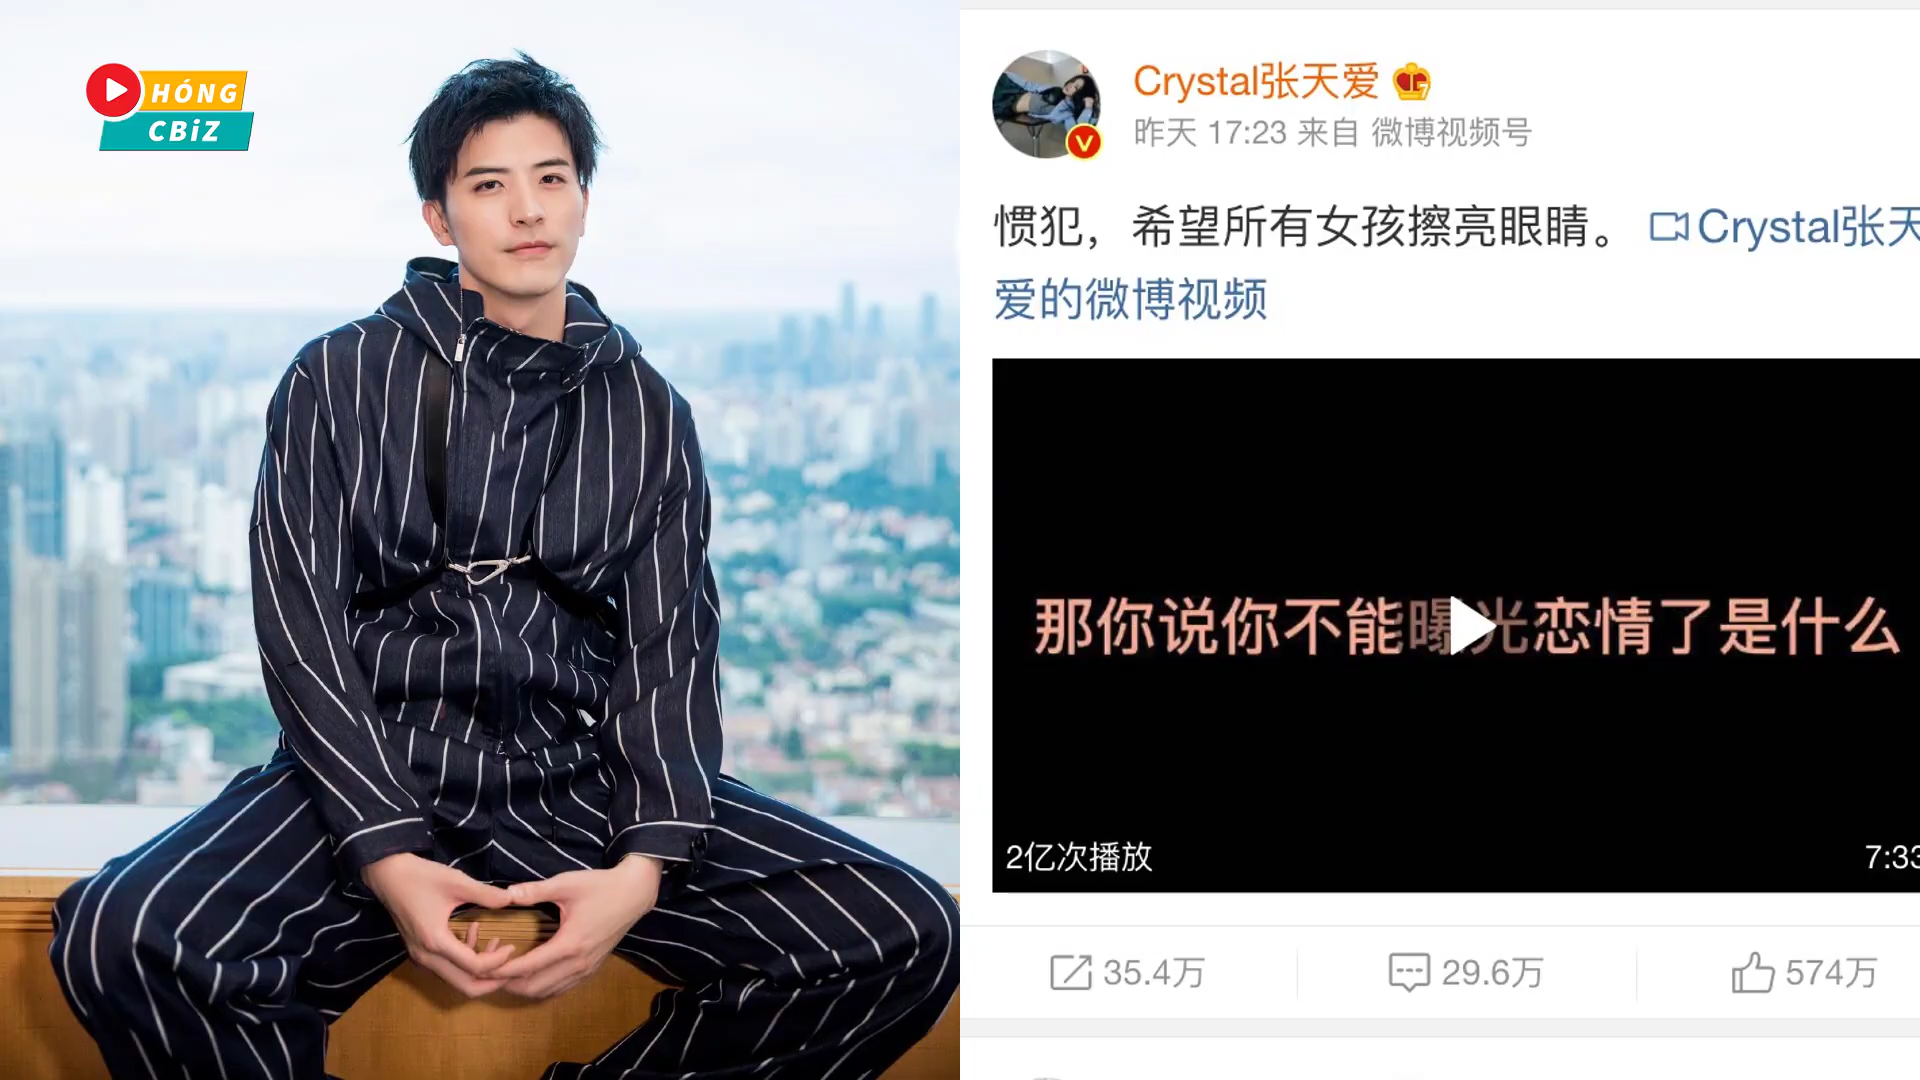 HÓNG
CBiZ
Crystal张天爱
昨天 17:23 来自 微博视频号
惯犯，希望所有女孩擦亮眼睛。 Crystal张天
爱的微博视频
那你说你不能曝光恋情了是什么
2亿次播放
7:33
35.4万
29.6万
574万